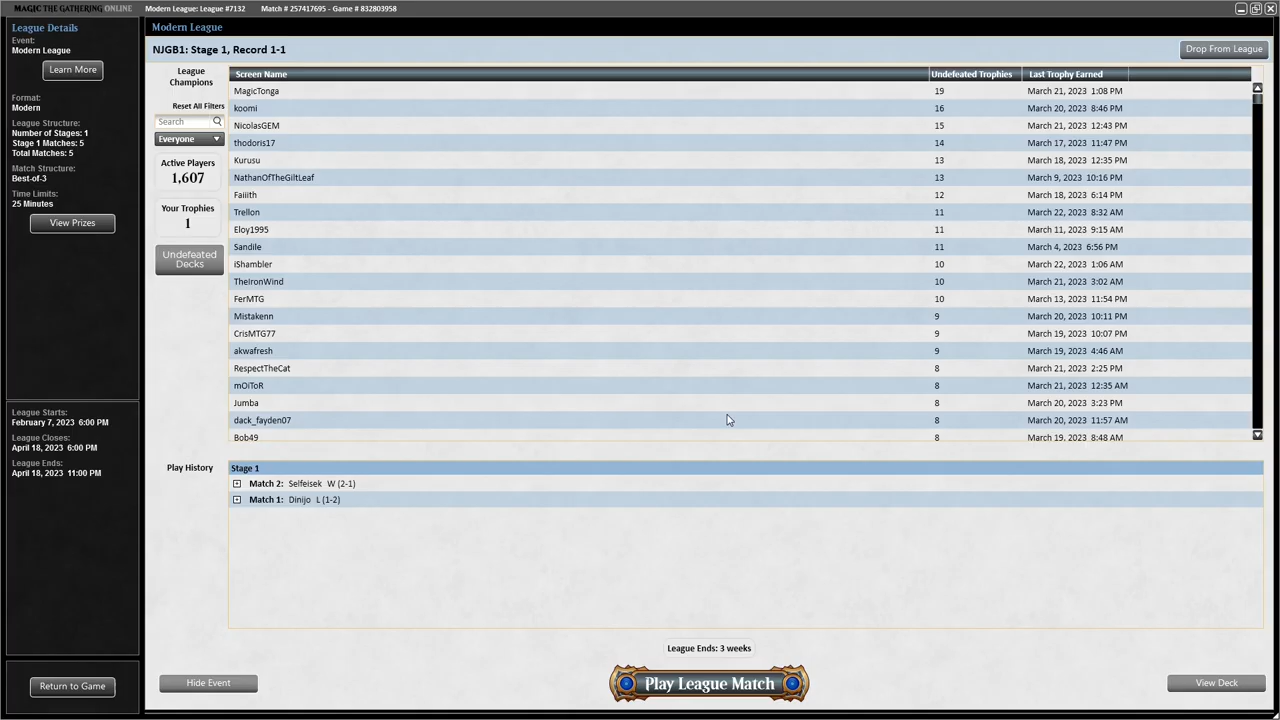 MAGIC THE GATHERING ONLINE Modern League: League #7132 Match # 257417695 - Game # 832803958
League Details
Event:
Modern League
Learn More
Format:
Modern
League Structure:
Number of Stages: 1
Stage 1 Matches: 5
Total Matches: 5
Match Structure:
Best-of-3
Time Limits:
25 Minutes
View Prizes
League Starts:
February 7, 2023 6:00 PM
League Closes:
April 18, 2023 6:00 PM
League Ends:
April 18, 2023 11:00 PM
Return to Game
Modern League
NJGB1: Stage 1, Record 1-1
Drop From League
League
Champions
Reset All Filters
Search
Everyone
Active Players
1,607
Your Trophies
1
Undefeated
Decks
Screen Name Undefeated Trophies Last Trophy Earned
MagicTonga 19 March 21, 2023 1:08 PM
koomi 16 March 20, 2023 8:46 PM
NicolasGEM 15 March 21, 2023 12:43 PM
thodoris17 14 March 17, 2023 11:47 PM
Kurusu 13 March 18, 2023 12:35 PM
NathanOfTheGiltLeaf 13 March 9, 2023 10:16 PM
Faiiith 12 March 18, 2023 6:14 PM
Trellon 11 March 22, 2023 8:32 AM
Eloy1995 11 March 11, 2023 9:15 AM
Sandile 11 March 4, 2023 6:56 PM
iShambler 10 March 22, 2023 1:06 AM
TheIronWind 10 March 21, 2023 3:02 AM
FerMTG 10 March 13, 2023 11:54 PM
Mistakenn 9 March 20, 2023 10:11 PM
CrisMTG77 9 March 19, 2023 10:07 PM
akwafresh 9 March 19, 2023 4:46 AM
RespectTheCat 8 March 21, 2023 2:25 PM
mOiToR 8 March 21, 2023 12:35 AM
Jumba 8 March 20, 2023 3:23 PM
dack_fayden07 8 March 20, 2023 11:57 AM
Bob49 8 March 19, 2023 8:48 AM
Play History
Stage 1
Match 2: Selfeisek W (2-1)
Match 1: Dinijo L (1-2)
League Ends: 3 weeks
Hide Event
Play League Match
View Deck